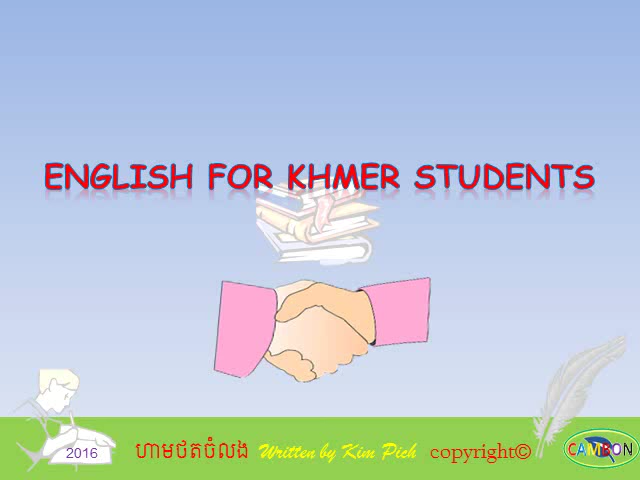 ENGLISH FOR KHMER STUDENTS
2016 ហាមថតចំលង Written by Kim Pich copyright© CAMBON